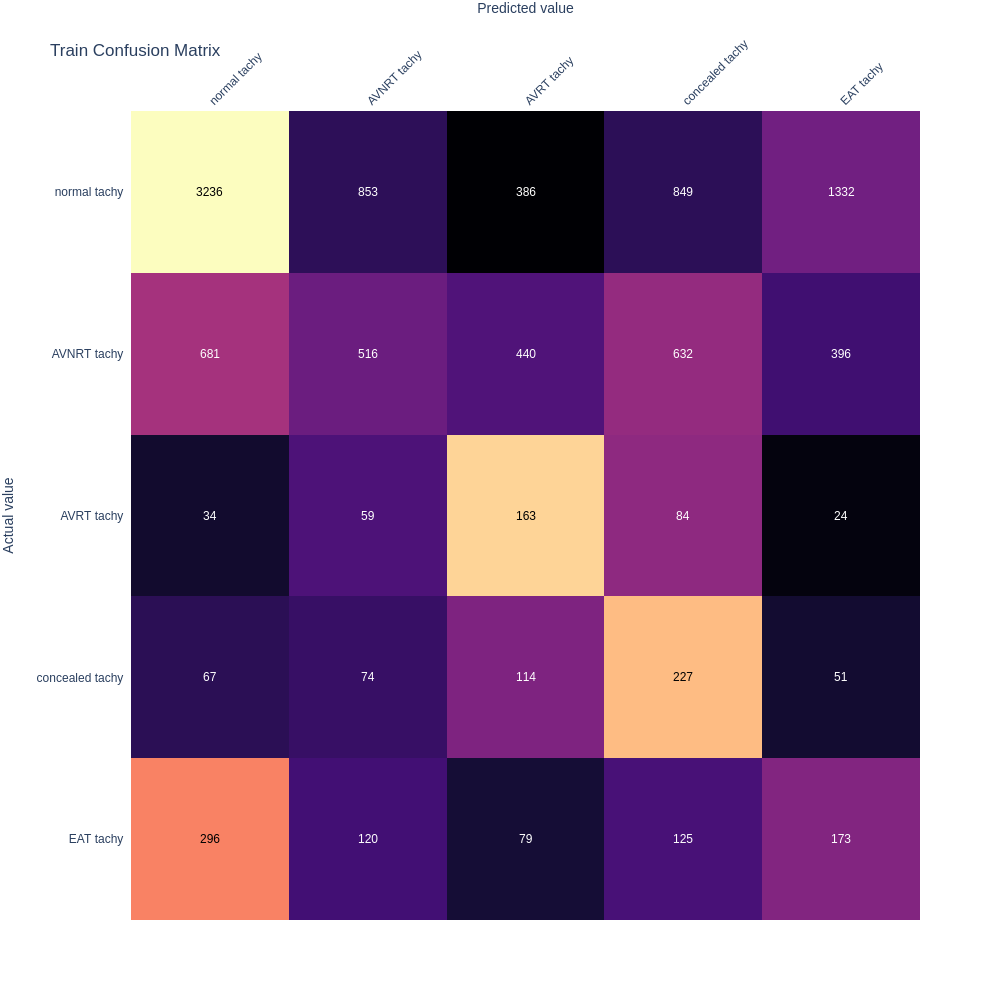 Predicted value
Train Confusion Matrix
normal tachy
AVNRT tachy
AVRT tachy
concealed tachy
EAT tachy
Actual value
normal tachy 3236 853 386 849 1332
AVNRT tachy 681 516 440 632 396
AVRT tachy 34 59 163 84 24
concealed tachy 67 74 114 227 51
EAT tachy 296 120 79 125 173